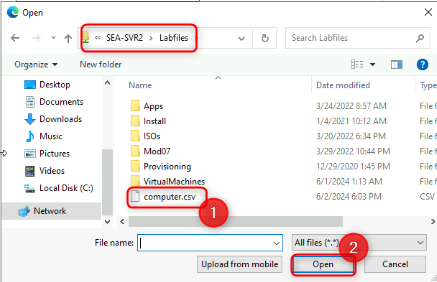 Open
« SEA-SVR2 > Labfiles
Search Labfiles
Organize
New folder
Name
Date modified
Type
Desktop
Documents
Downloads
Music
Pictures
Videos
Local Disk (C:)
Network
Apps 3/24/2022 8:57 AM File f
Install 1/4/2021 10:12 AM File f
ISOs 3/20/2022 6:34 PM File f
Mod07 3/29/2022 10:44 PM File f
Provisioning 12/29/2020 1:45 PM File f
VirtualMachines 6/1/2024 1:13 AM File f
computer.csv 6/2/2024 6:03 PM CSV
1
File name:
All files (*.*)
2
Upload from mobile
Open
Cancel